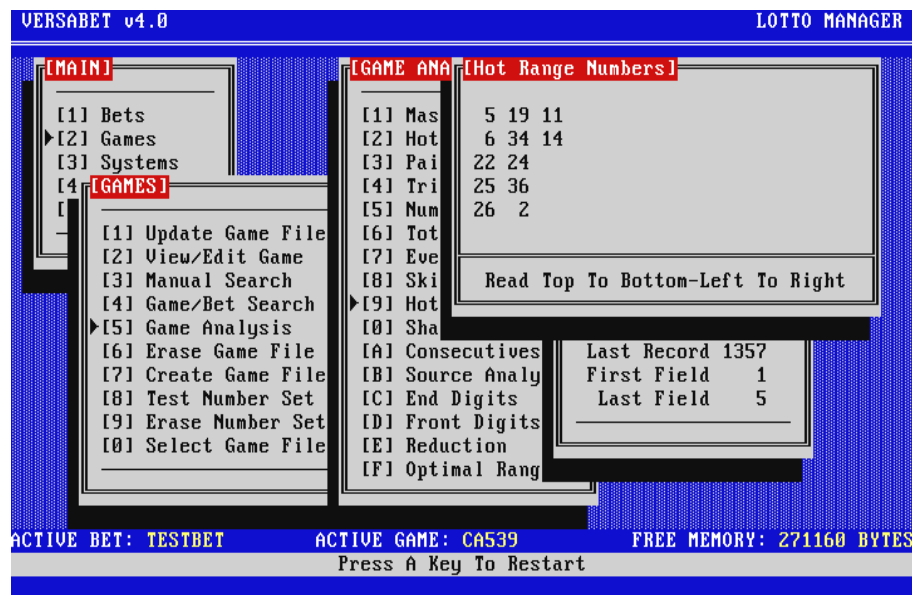 VERSABET v4.0 LOTTO MANAGER
[MAIN]
[1] Bets
[2] Games
[3] Systems
[4
[
[GAMES]
[1] Update Game File
[2] View/Edit Game
[3] Manual Search
[4] Game/Bet Search
[5] Game Analysis
[6] Erase Game File
[7] Create Game File
[8] Test Number Set
[9] Erase Number Set
[0] Select Game File
[GAME ANA
[1] Mas
[2] Hot
[3] Pai
[4] Tri
[5] Num
[6] Tot
[7] Eve
[8] Ski
[9] Hot
[0] Sha
[A] Consecutives
[B] Source Analy
[C] End Digits
[D] Front Digits
[E] Reduction
[F] Optimal Rang
[Hot Range Numbers]
5 19 11
6 34 14
22 24
25 36
26 2
Read Top To Bottom-Left To Right
Last Record 1357
First Field 1
Last Field 5
ACTIVE BET: TESTBET ACTIVE GAME: CA539 FREE MEMORY: 271160 BYTES
Press A Key To Restart